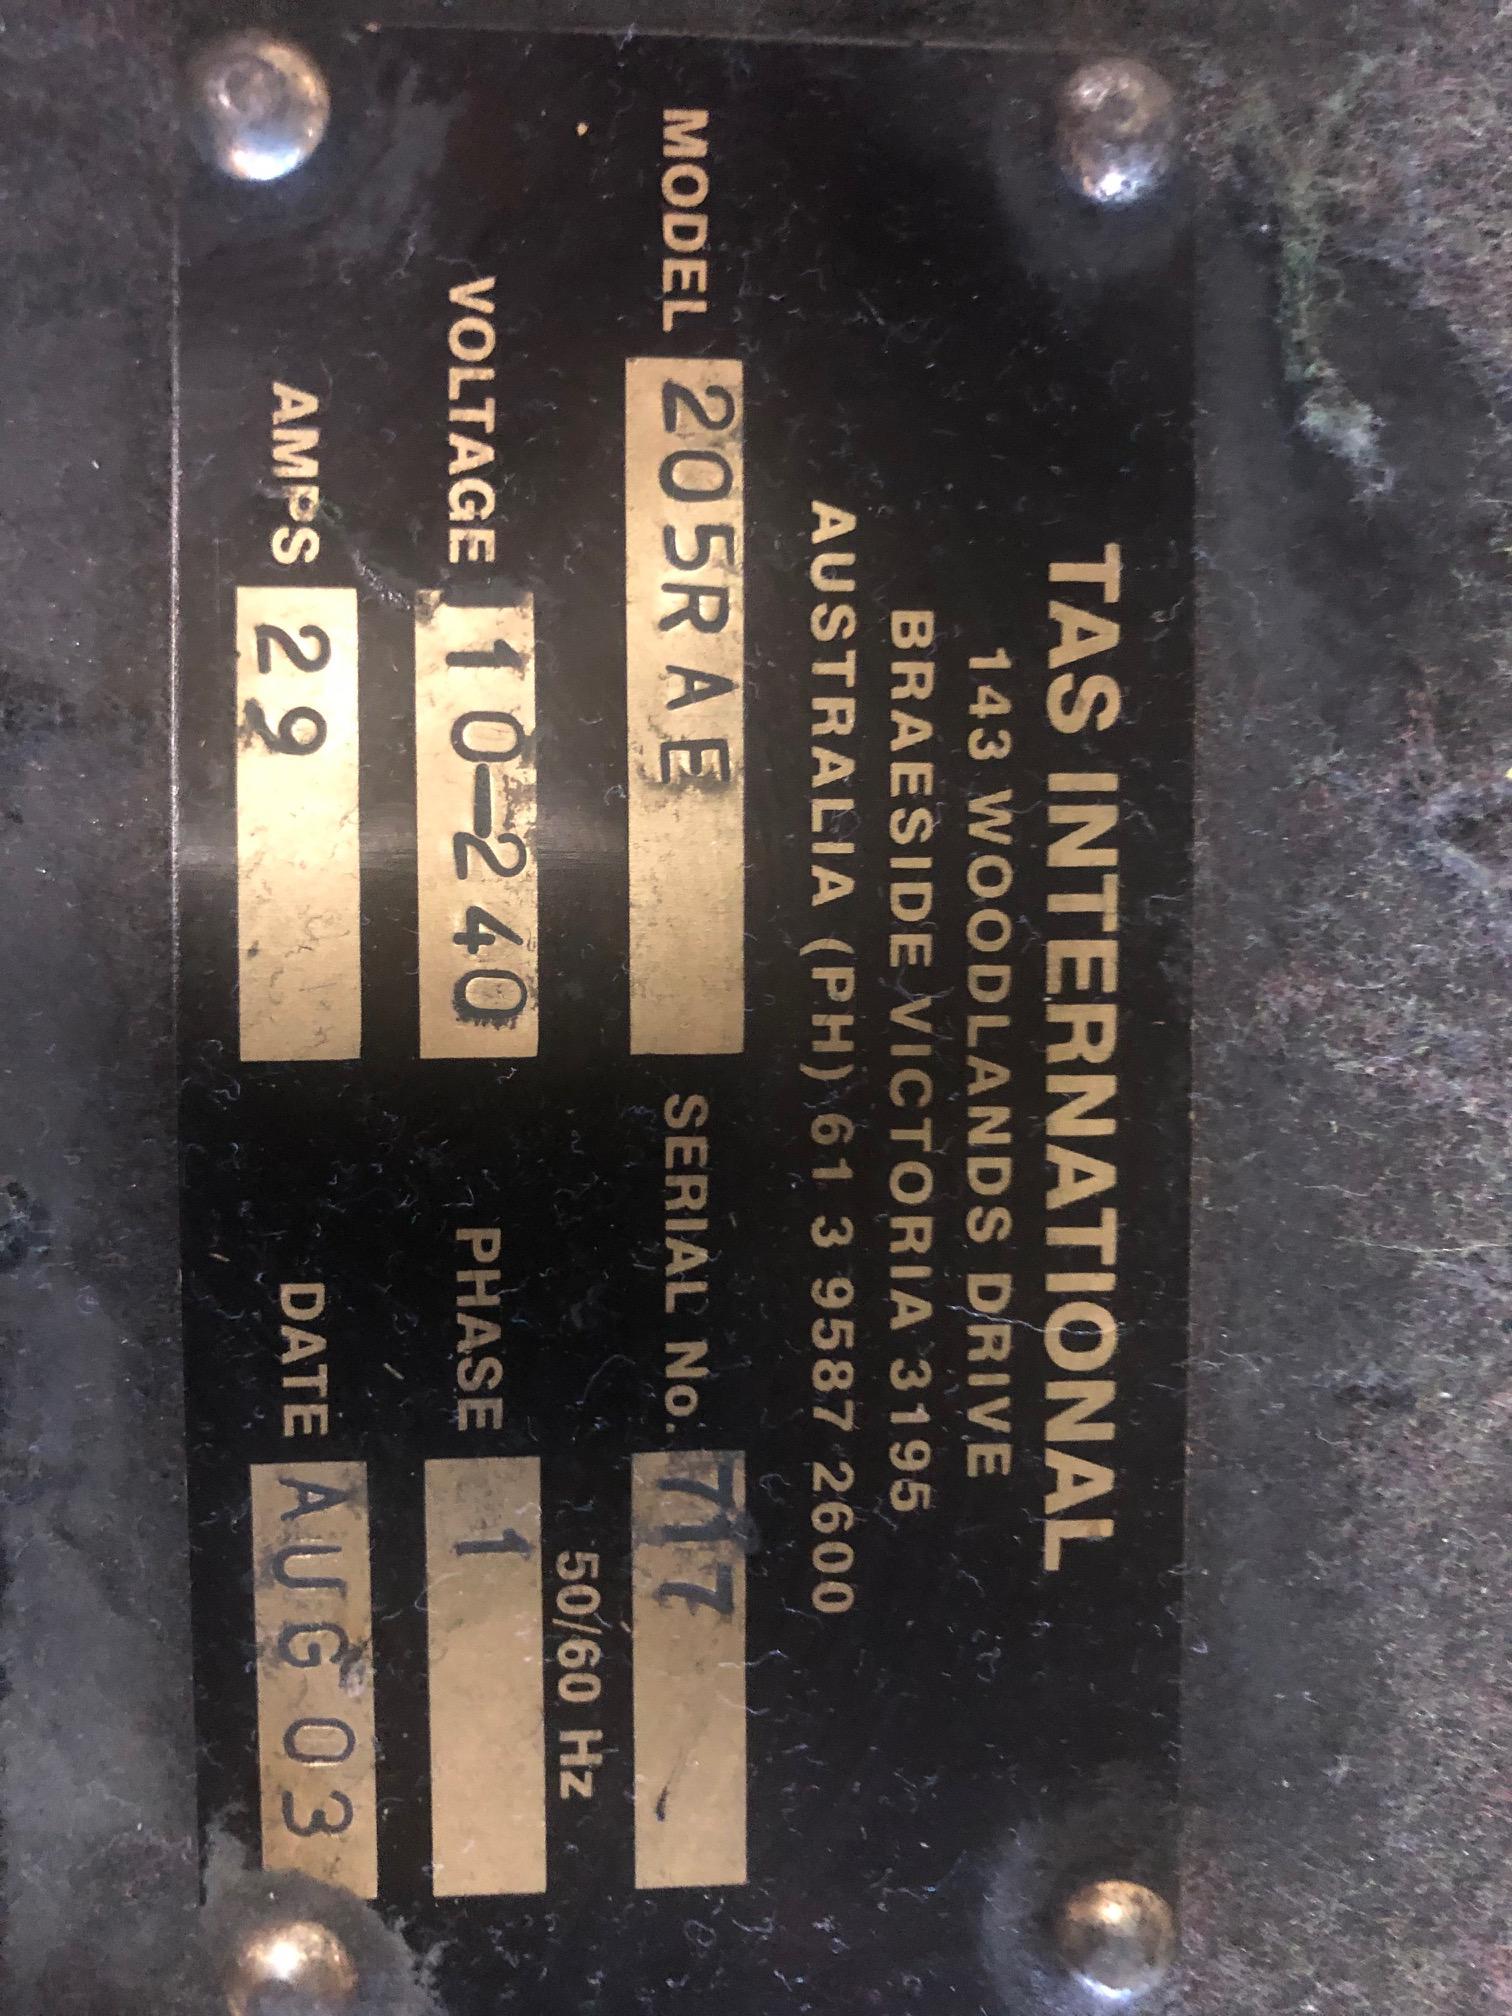 TAS INTERNATIONAL
143 WOODLANDS DRIVE
BRAESIDE VICTORIA 3195
AUSTRALIA (PH) 61 3 9587 2600
MODEL 205RAE SERIAL No. 717
50/60 Hz
VOLTAGE 10-240 PHASE 1
AMPS 29 DATE AUG 03